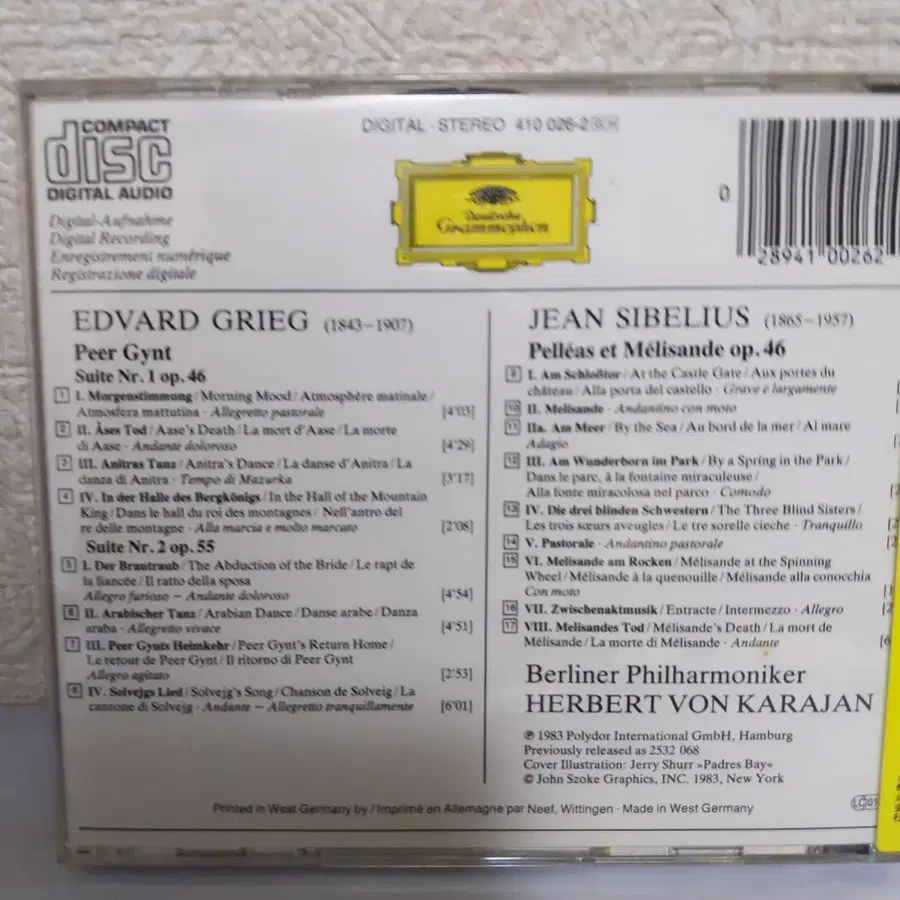 COMPACT
disc
DIGITAL AUDIO
Digital-Aufnahme
Digital Recording
Enregistrement numérique
Registrazione digitale
DIGITAL · STEREO 410 026-2
Deutsche
Grammophon
0
28941 00262
EDVARD GRIEG (1843–1907)
Peer Gynt
Suite Nr. 1 op. 46
1 I. Morgenstimmung / Morning Mood / Atmosphère matinale /
Atmosfera mattutina · Allegretto pastorale [4'03]
2 II. Åses Tod / Aase's Death / La mort d'Aase / La morte
di Aase · Andante doloroso [4'29]
3 III. Anitras Tanz / Anitra's Dance / La danse d'Anitra / La
danza di Anitra · Tempo di Mazurka [3'17]
4 IV. In der Halle des Bergkönigs / In the Hall of the Mountain
King / Dans le hall du roi des montagnes / Nell'antro del
re delle montagne · Alla marcia e molto marcato [2'08]
Suite Nr. 2 op. 55
5 I. Der Brautraub / The Abduction of the Bride / Le rapt de
la fiancée / Il ratto della sposa
Allegro furioso – Andante doloroso [4'54]
6 II. Arabischer Tanz / Arabian Dance / Danse arabe / Danza
araba · Allegretto vivace [4'51]
7 III. Peer Gynts Heimkehr / Peer Gynt's Return Home /
Le retour de Peer Gynt / Il ritorno di Peer Gynt
Allegro agitato [2'53]
8 IV. Solvejgs Lied / Solvejg's Song / Chanson de Solveig / La
canzone di Solvejg · Andante – Allegretto tranquillamente [6'01]
JEAN SIBELIUS (1865–1957)
Pelléas et Mélisande op. 46
9 I. Am Schloßtor / At the Castle Gate / Aux portes du
château / Alla porta del castello · Grave e largamente
10 II. Melisande · Andantino con moto
11 IIa. Am Meer / By the Sea / Au bord de la mer / Al mare
Adagio
12 III. Am Wunderborn im Park / By a Spring in the Park /
Dans le parc, à la fontaine miraculeuse /
Alla fonte miracolosa nel parco · Comodo
13 IV. Die drei blinden Schwestern / The Three Blind Sisters /
Les trois sœurs aveugles / Le tre sorelle cieche · Tranquillo
14 V. Pastorale · Andantino pastorale
15 VI. Melisande am Rocken / Mélisande at the Spinning
Wheel / Mélisande à la quenouille / Mélisande alla conocchia
Con moto
16 VII. Zwischenaktmusik / Entracte / Intermezzo · Allegro
17 VIII. Melisandes Tod / Mélisande's Death / La mort de
Mélisande / La morte di Mélisande · Andante
Berliner Philharmoniker
HERBERT VON KARAJAN
℗ 1983 Polydor International GmbH, Hamburg
Previously released as 2532 068
Cover Illustration: Jerry Shurr »Padres Bay«
© John Szoke Graphics, INC. 1983, New York
Printed in West Germany by / Imprimé en Allemagne par Neef, Wittingen · Made in West Germany